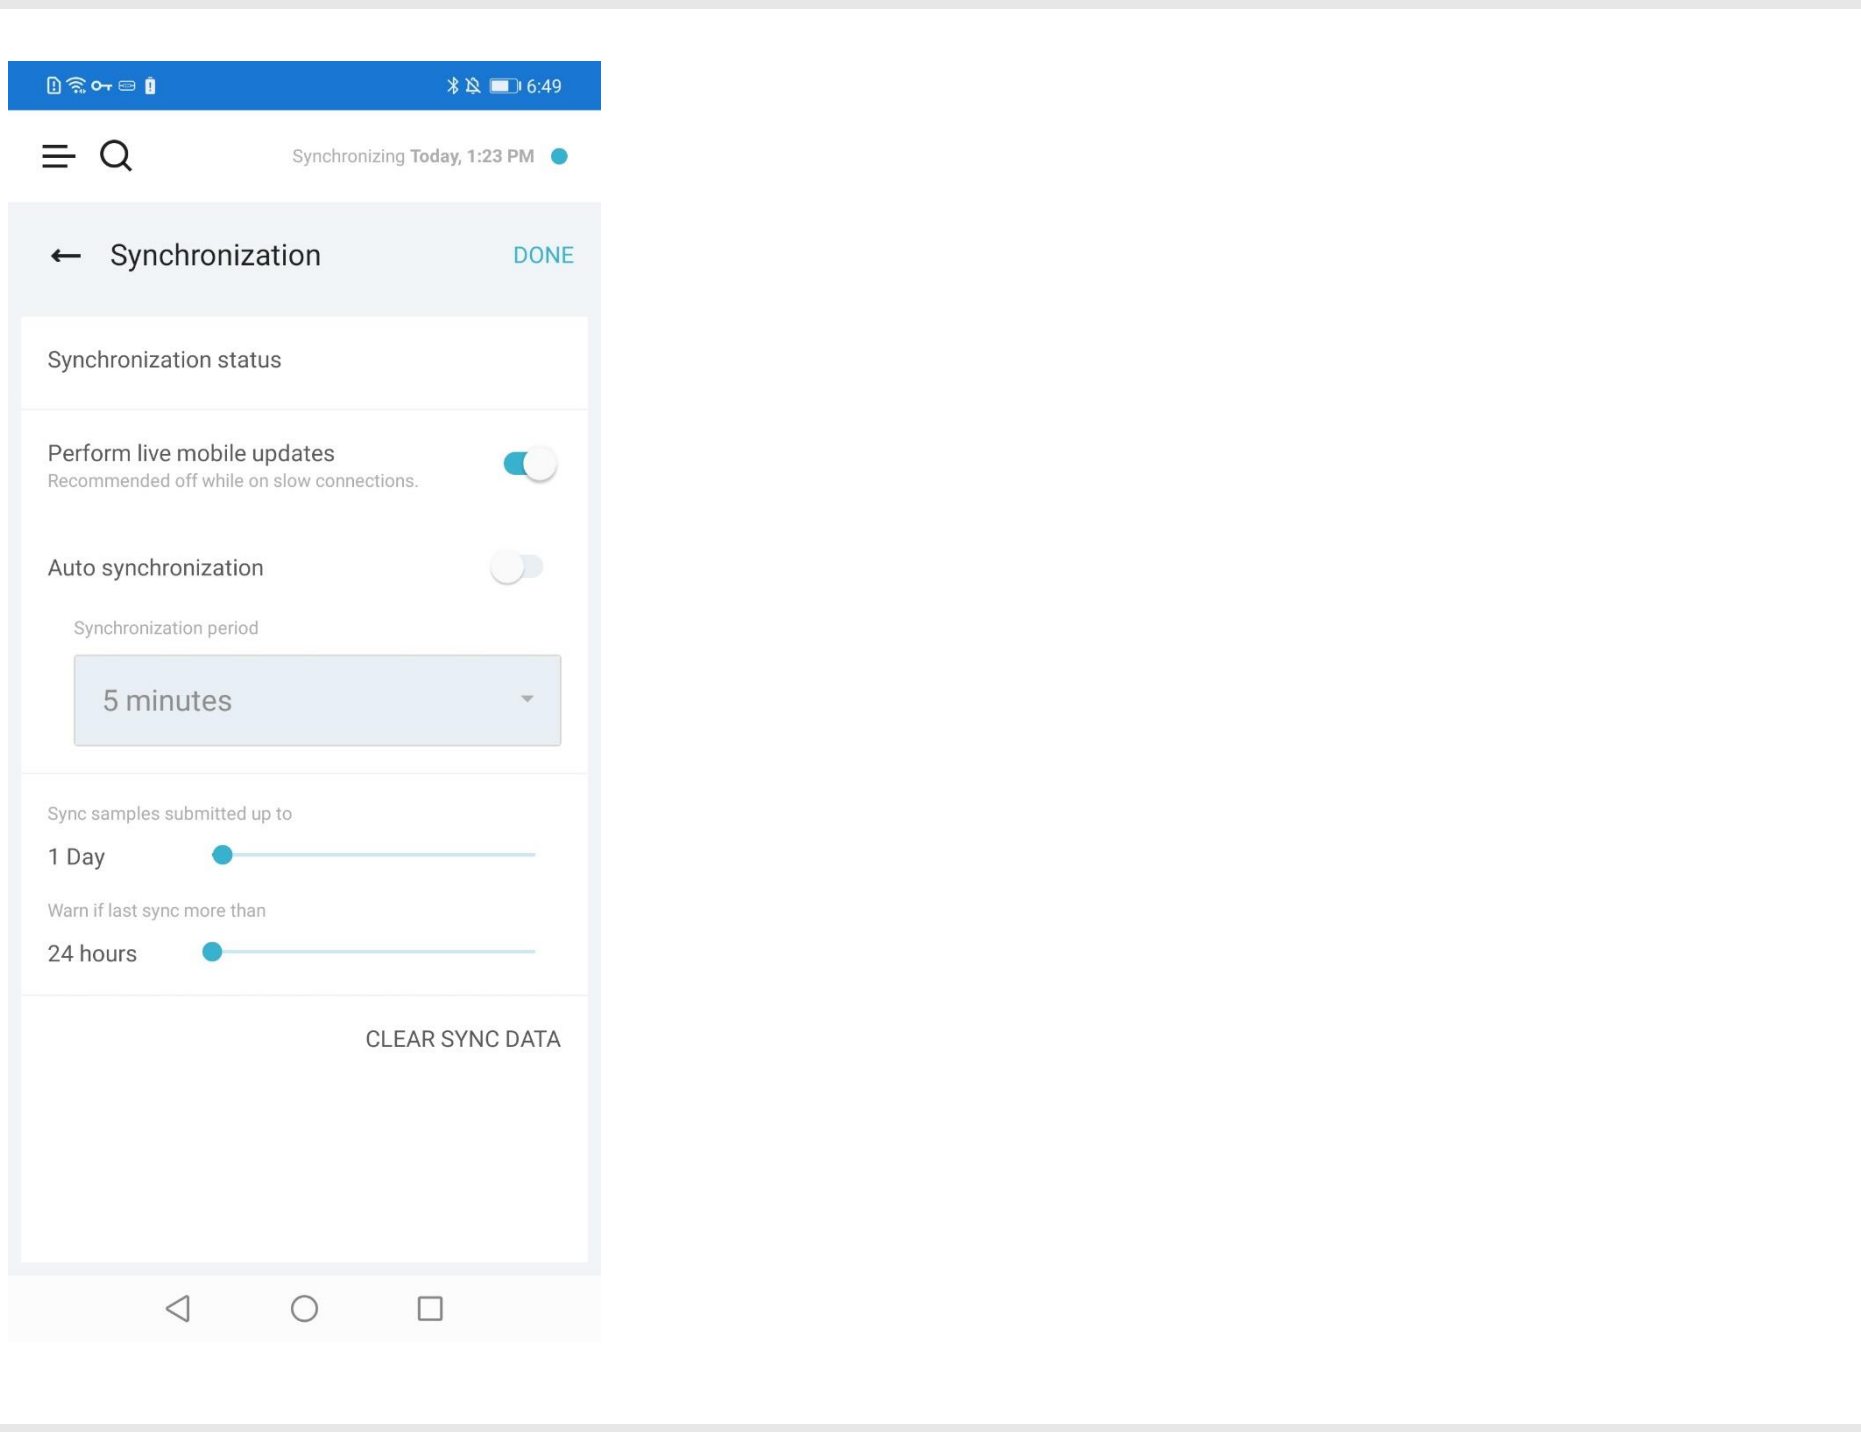 6:49
Synchronizing Today, 1:23 PM
Synchronization DONE
Synchronization status
Perform live mobile updates
Recommended off while on slow connections.
Auto synchronization
Synchronization period
5 minutes
Sync samples submitted up to
1 Day
Warn if last sync more than
24 hours
CLEAR SYNC DATA